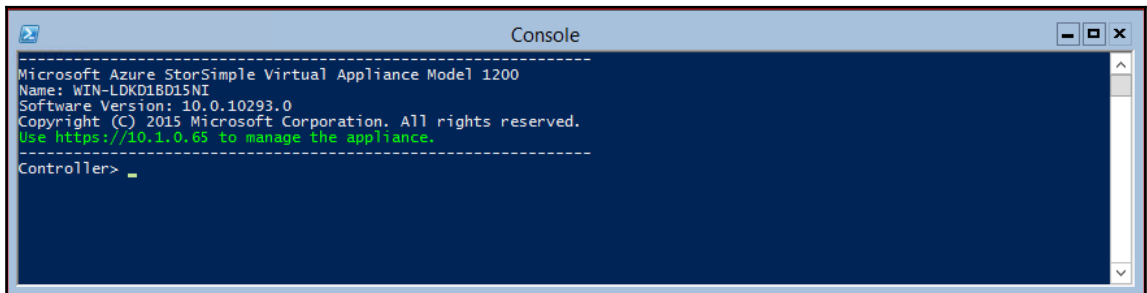 Console
-------------------------------------------------------------
Microsoft Azure StorSimple Virtual Appliance Model 1200
Name: WIN-LDKD1BD15NI
Software Version: 10.0.10293.0
Copyright (C) 2015 Microsoft Corporation. All rights reserved.
Use https://10.1.0.65 to manage the appliance.
-------------------------------------------------------------
Controller> _